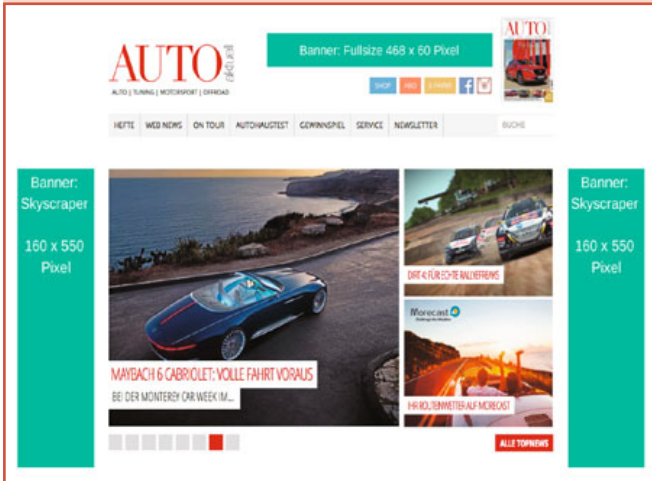 AUTO
aktuell
AUTO | TUNING | MOTORSPORT | OFFROAD
Banner: Fullsize 468 x 60 Pixel
AUTO
SHOP
ABO
E-PAPER
f
HEFTE
WEB NEWS
ON TOUR
AUTOHAUSTEST
GEWINNSPIEL
SERVICE
NEWSLETTER
SUCHE
Banner:
Skyscraper
160 x 550
Pixel
MAYBACH 6 CABRIOLET: VOLLE FAHRT VORAUS
BEI DER MONTEREY CAR WEEK IM...
DIRT 4: FÜR ECHTE RALLYEFREAKS
Morecast
IHR ROUTENWETTER AUF MORECAST
ALLE TOPNEWS
Banner:
Skyscraper
160 x 550
Pixel